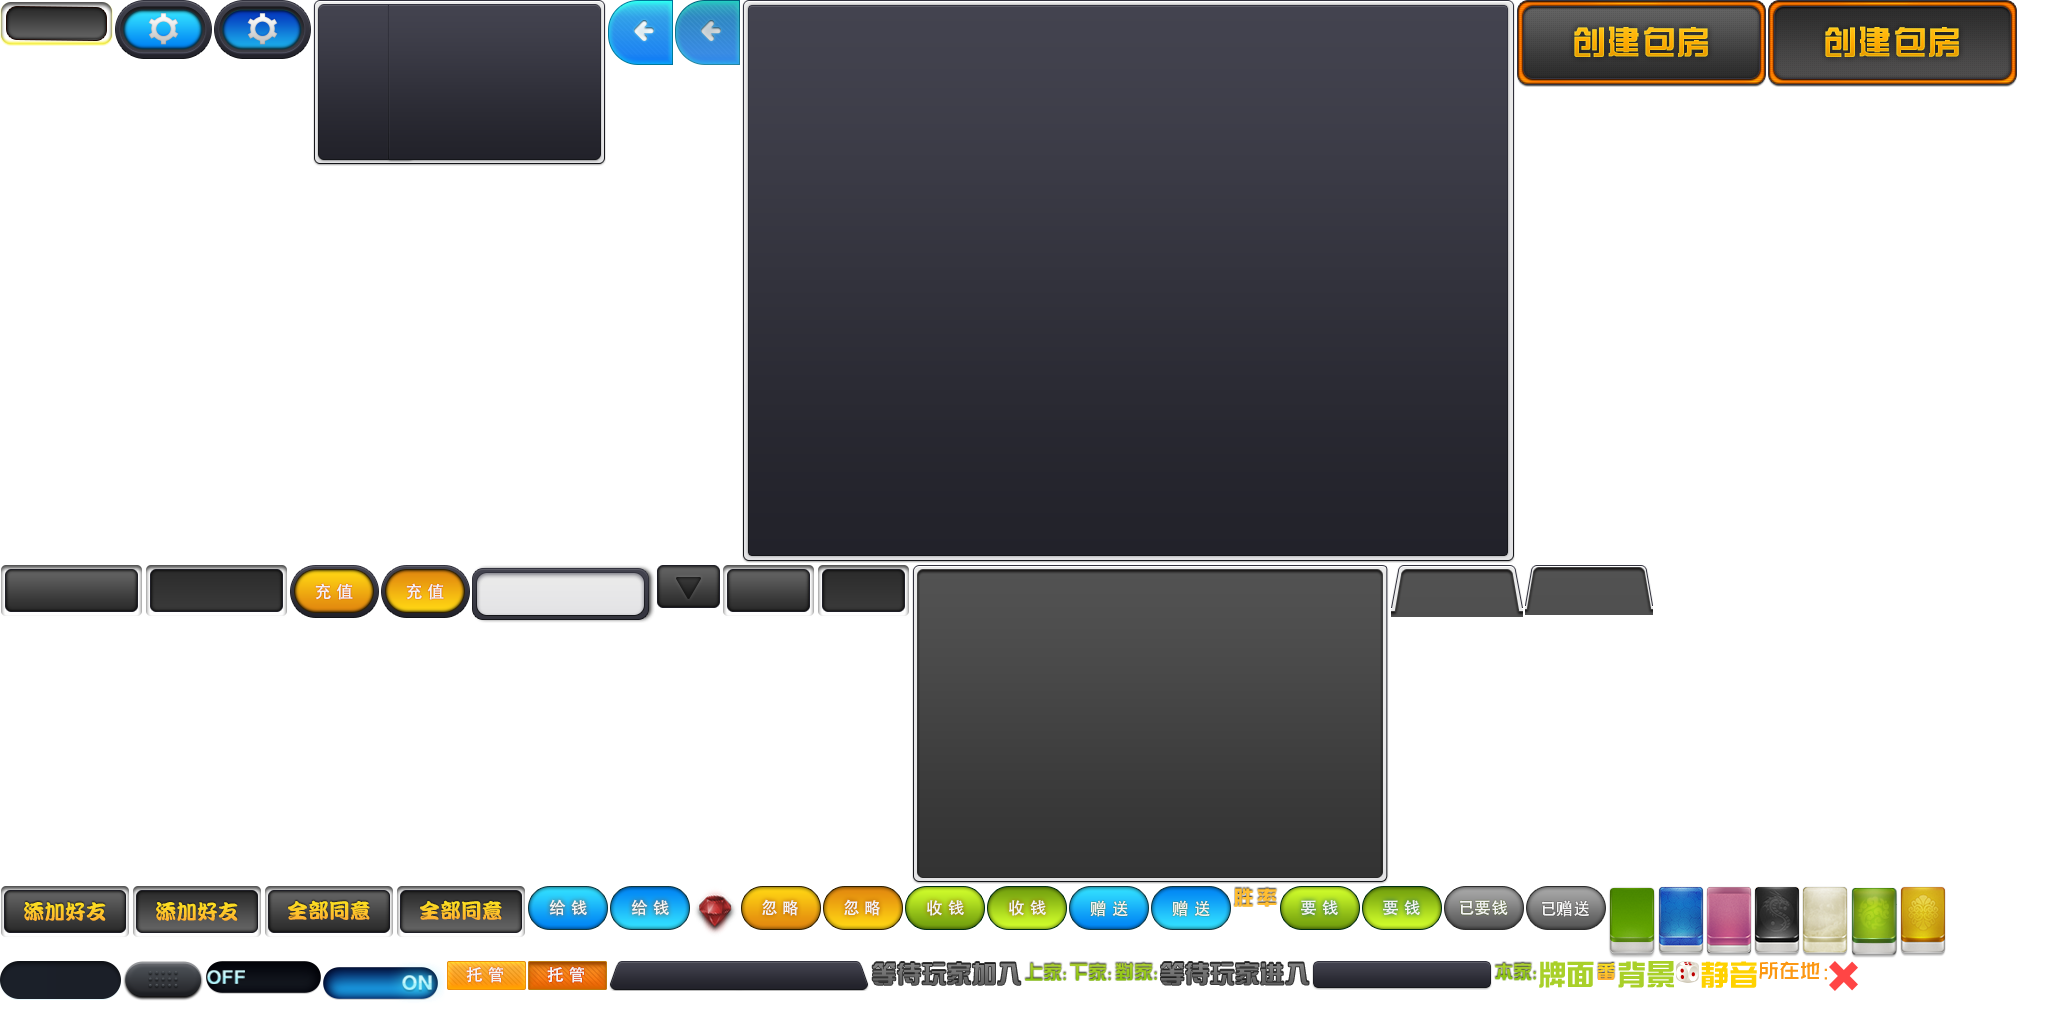 创建包房 创建包房
充值 充值
添加好友 添加好友 全部同意 全部同意 给钱 给钱 忽略 忽略 收钱 收钱 赠送 赠送 胜率 要钱 要钱 已要钱 已赠送
OFF ON 托管 托管 等待玩家加入 上家: 下家: 对家: 等待玩家进入 本家: 牌面 番 背景 静音 所在地: